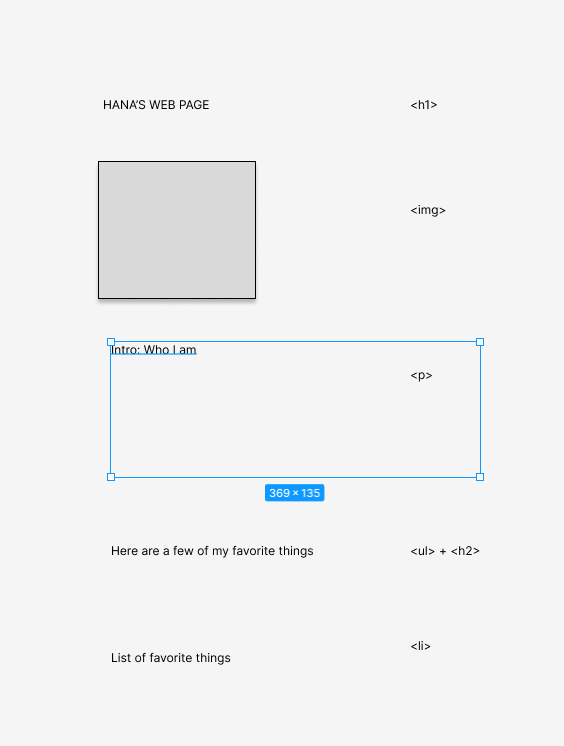 HANA'S WEB PAGE <h1>
<img>
Intro: Who I am
<p>
369 × 135
Here are a few of my favorite things <ul> + <h2>
<li>
List of favorite things